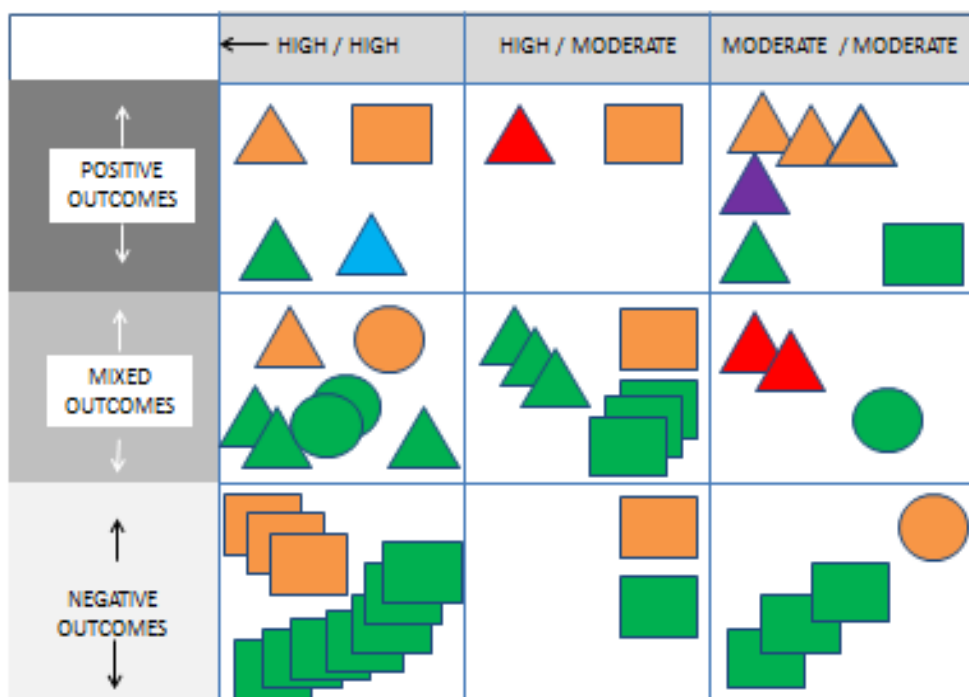 HIGH / HIGH
HIGH / MODERATE
MODERATE / MODERATE
POSITIVE
OUTCOMES
MIXED
OUTCOMES
NEGATIVE
OUTCOMES